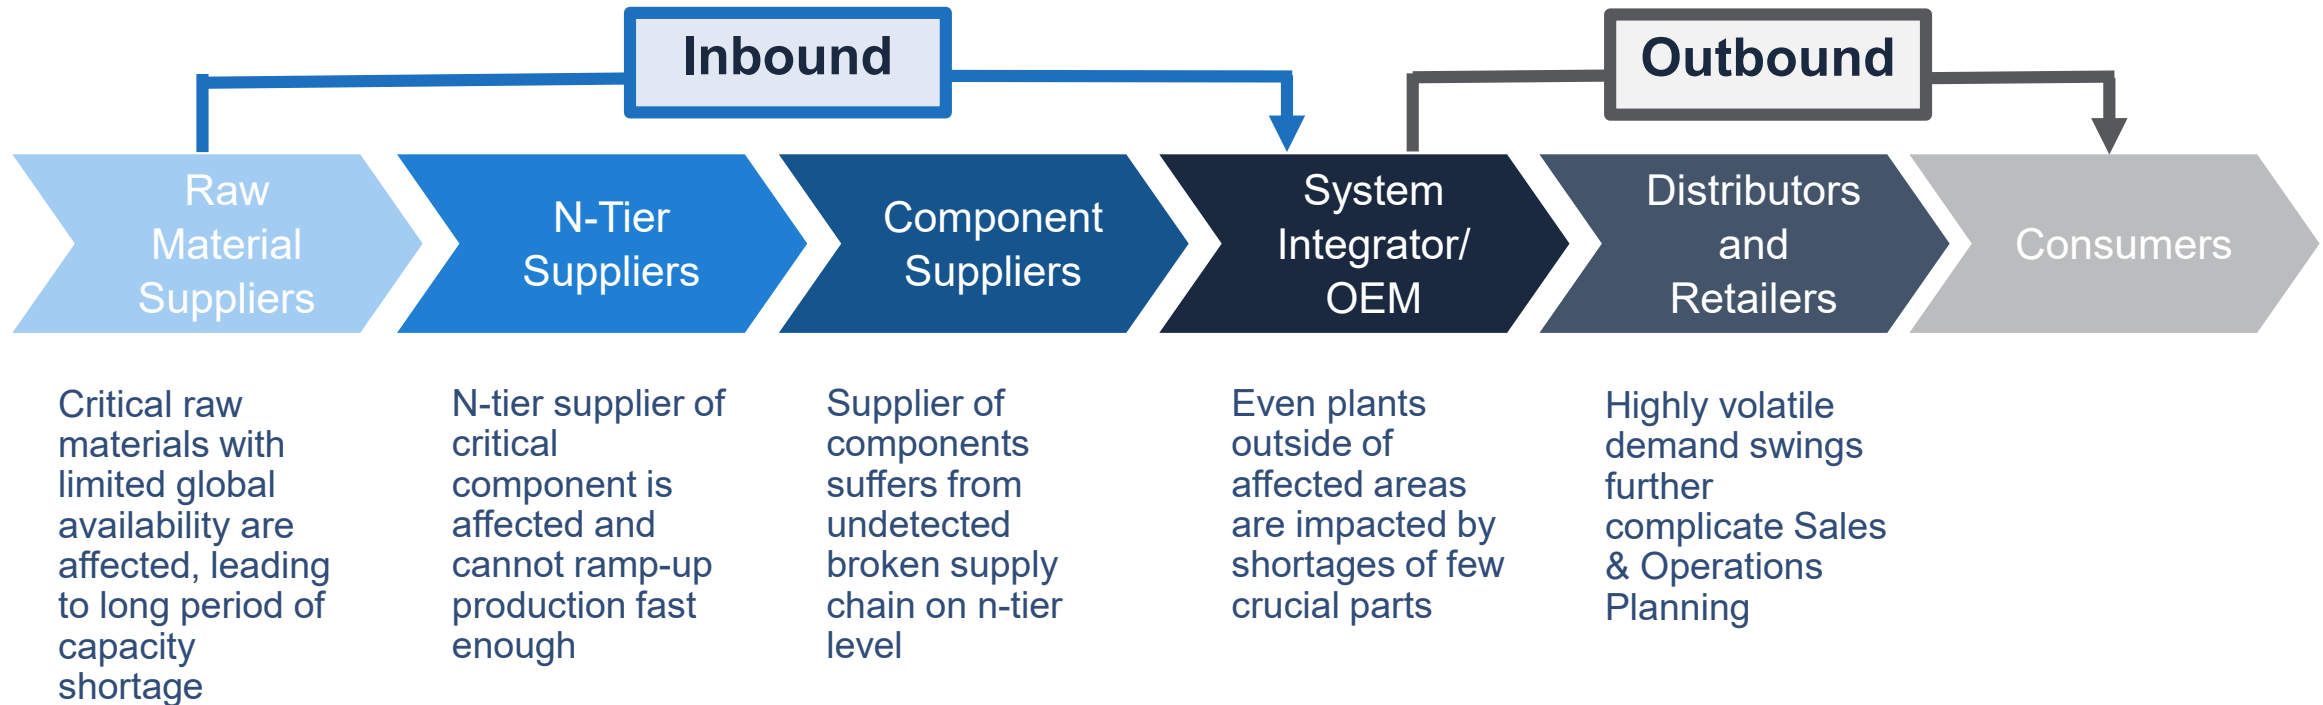 Inbound
Outbound
Raw
Material
Suppliers
N-Tier
Suppliers
Component
Suppliers
System
Integrator/
OEM
Distributors
and
Retailers
Consumers
Critical raw
materials with
limited global
availability are
affected, leading
to long period of
capacity
shortage
N-tier supplier of
critical
component is
affected and
cannot ramp-up
production fast
enough
Supplier of
components
suffers from
undetected
broken supply
chain on n-tier
level
Even plants
outside of
affected areas
are impacted by
shortages of few
crucial parts
Highly volatile
demand swings
further
complicate Sales
& Operations
Planning